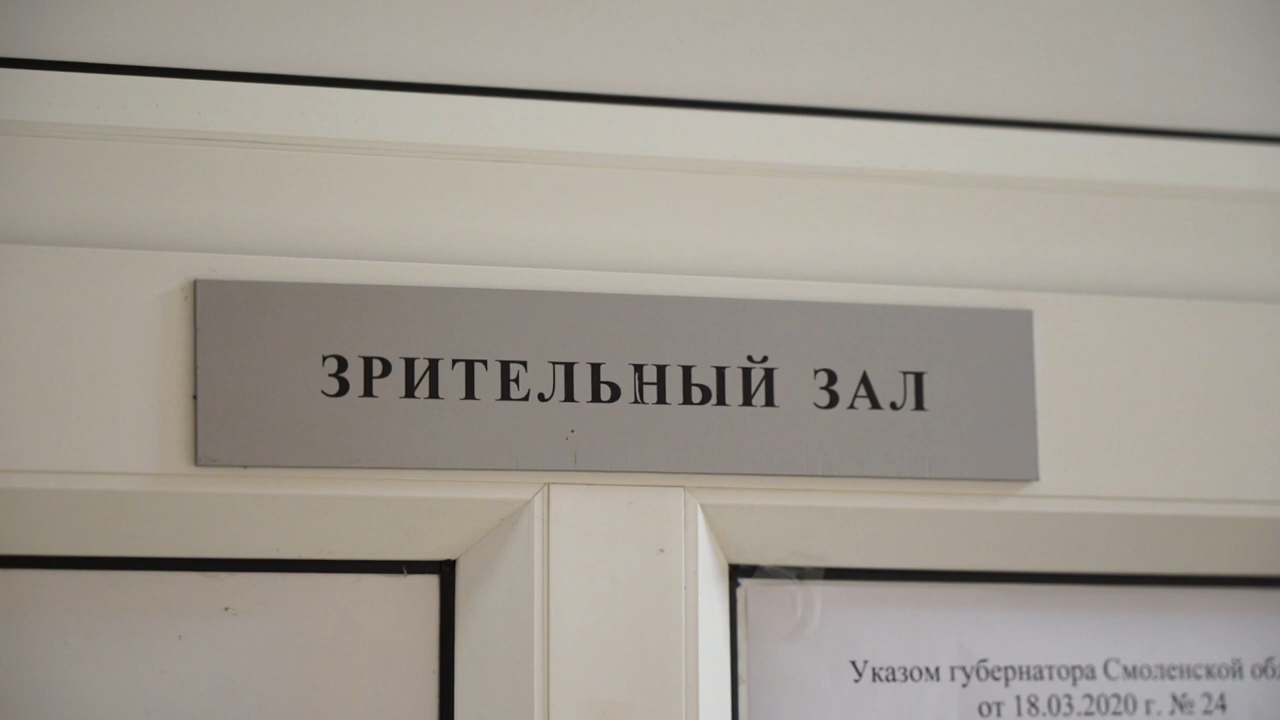 ЗРИТЕЛЬНЫЙ ЗАЛ
Указом губернатора Смоленской
от 18.03.2020 г. № 24